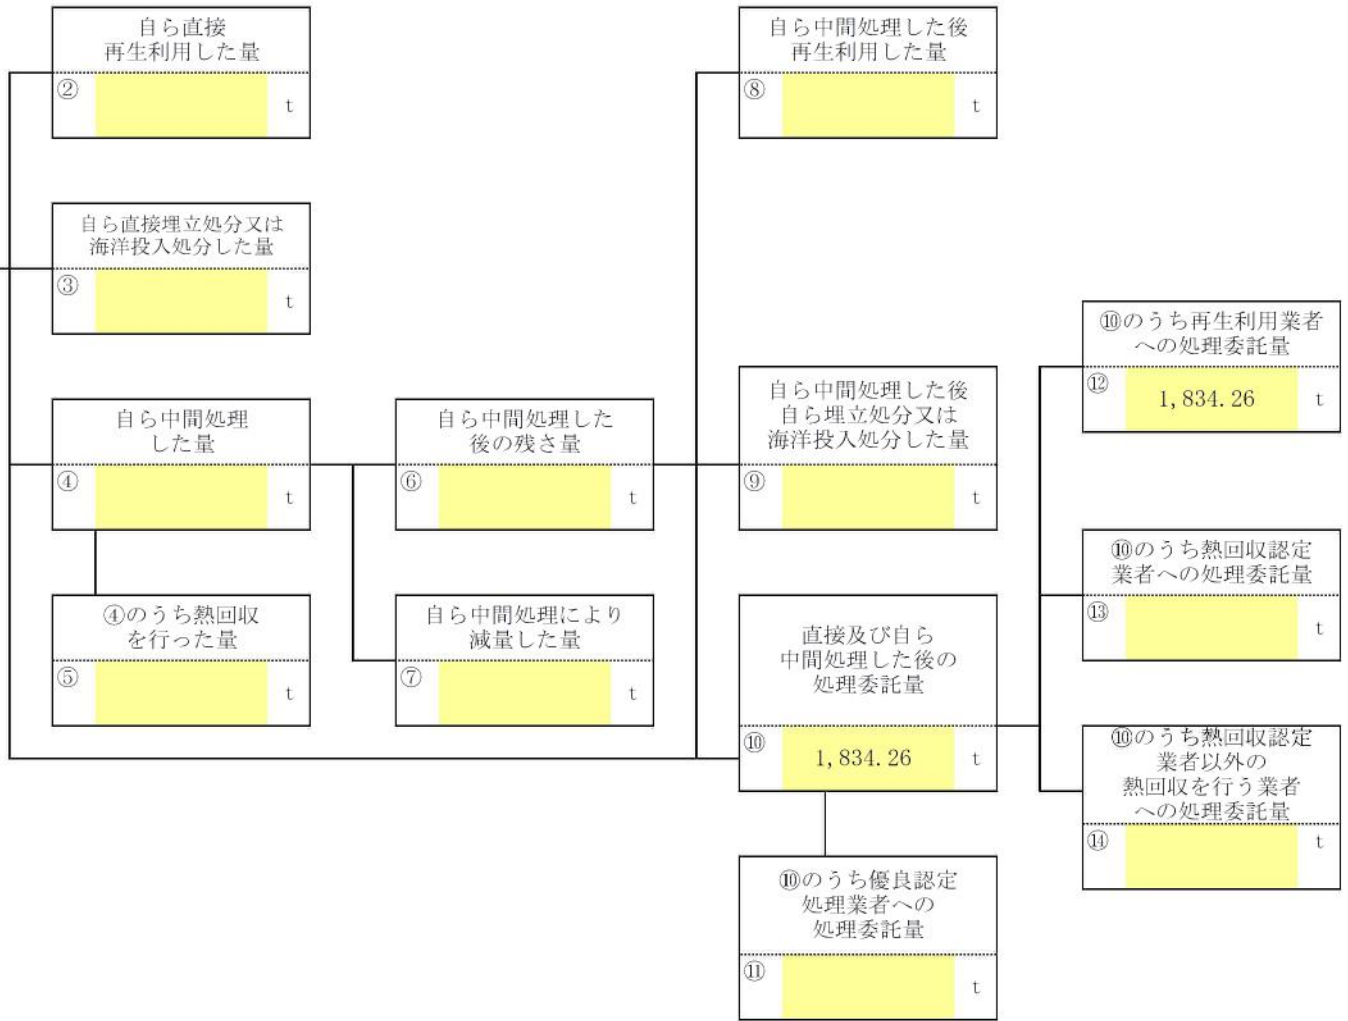 自ら直接
再生利用した量
②
t
自ら中間処理した後
再生利用した量
⑧
t
自ら直接埋立処分又は
海洋投入処分した量
③
t
⑩のうち再生利用業者
への処理委託量
⑫
1,834.26
t
自ら中間処理
した量
④
t
自ら中間処理した
後の残さ量
⑥
t
自ら中間処理した後
自ら埋立処分又は
海洋投入処分した量
⑨
t
⑩のうち熱回収認定
業者への処理委託量
⑬
t
④のうち熱回収
を行った量
⑤
t
自ら中間処理により
減量した量
⑦
t
直接及び自ら
中間処理した後の
処理委託量
⑩
1,834.26
t
⑩のうち熱回収認定
業者以外の
熱回収を行う業者
への処理委託量
⑭
t
⑩のうち優良認定
処理業者への
処理委託量
⑪
t